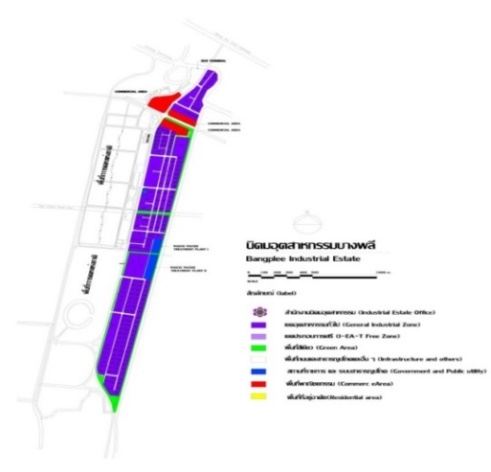 BUS TERMINAL
COMMERCIAL AREA
COMMERCIAL AREA
COMMERCIAL AREA
WASTE WATER
TREATMENT PLANT 1
WASTE WATER
TREATMENT PLANT 2
นิคมอุตสาหกรรมบางพลี
Bangplee Industrial Estate
สัญลักษณ์ (label)
สำนักงานนิคมอุตสาหกรรม (Industrial Estate Office)
เขตอุตสาหกรรมทั่วไป (General Industrial Zone)
เขตประกอบการเสรี (I-EA-T Free Zone)
พื้นที่สีเขียว (Green Area)
พื้นที่ถนนและสาธารณูปโภคอื่น ๆ (Infrastructure and others)
สถานที่ราชการ และ ระบบสาธารณูปโภค (Government and Public utility)
พื้นที่พาณิชยกรรม (Commerc eArea)
พื้นที่ที่อยู่อาศัย(Residential area)